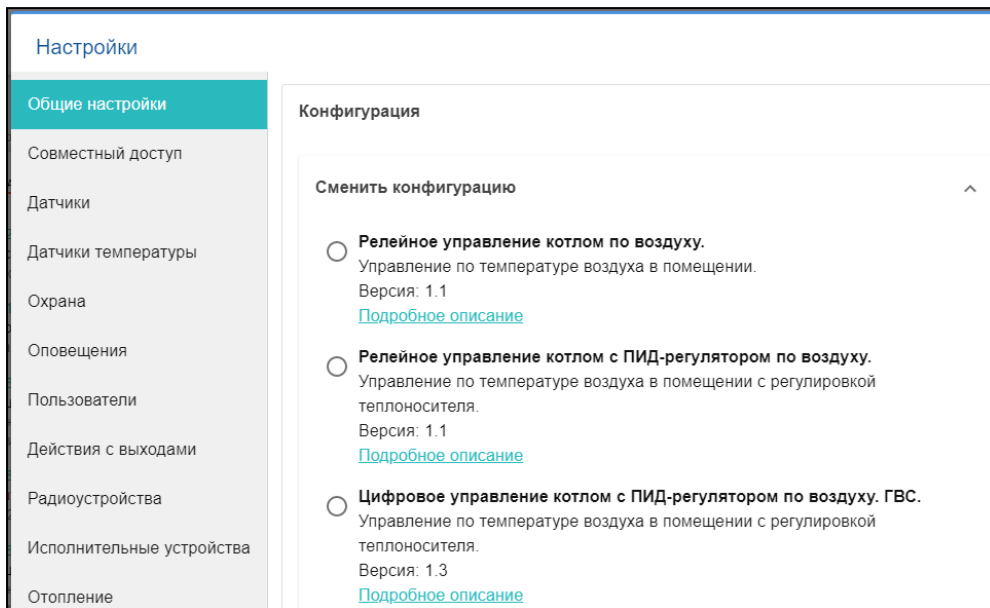 Настройки
Общие настройки
Совместный доступ
Датчики
Датчики температуры
Охрана
Оповещения
Пользователи
Действия с выходами
Радиоустройства
Исполнительные устройства
Отопление
Конфигурация
Сменить конфигурацию
Релейное управление котлом по воздуху.
Управление по температуре воздуха в помещении.
Версия: 1.1
Подробное описание
Релейное управление котлом с ПИД-регулятором по воздуху.
Управление по температуре воздуха в помещении с регулировкой
теплоносителя.
Версия: 1.1
Подробное описание
Цифровое управление котлом с ПИД-регулятором по воздуху. ГВС.
Управление по температуре воздуха в помещении с регулировкой
теплоносителя.
Версия: 1.3
Подробное описание